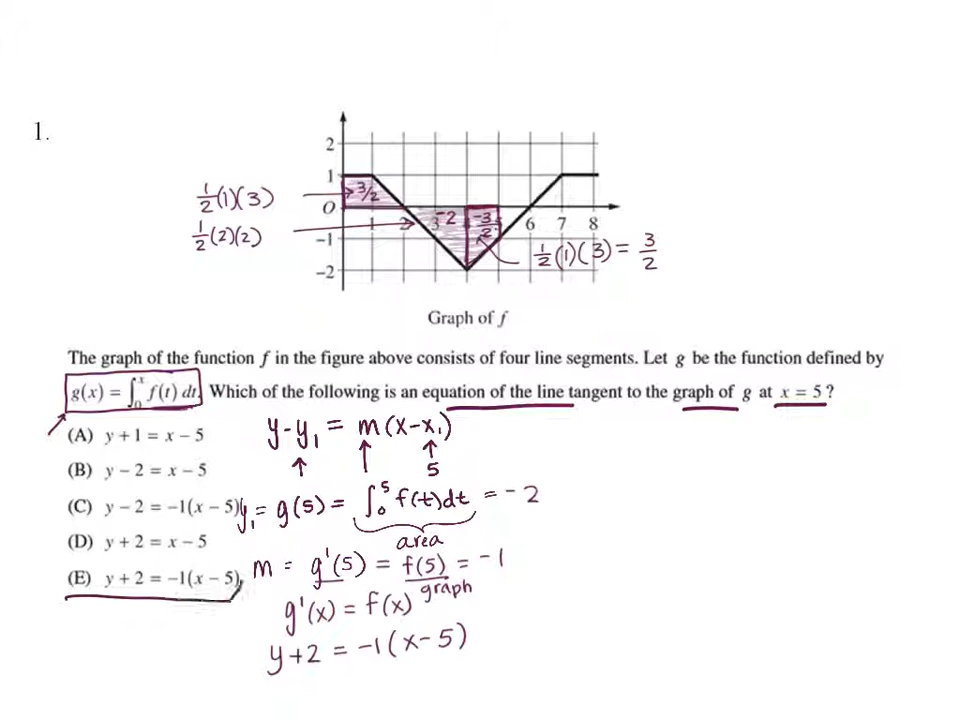 1.
2
1
O
-1
-2
1 2 3 6 7 8
3/2
-2
-3/2
1/2(1)(3)
1/2(2)(2)
1/2(1)(3) = 3/2
Graph of f
The graph of the function f in the figure above consists of four line segments. Let g be the function defined by
g(x) = ∫₀ˣ f(t) dt. Which of the following is an equation of the line tangent to the graph of g at x = 5 ?
(A) y + 1 = x − 5
(B) y − 2 = x − 5
(C) y − 2 = −1(x − 5)
(D) y + 2 = x − 5
(E) y + 2 = −1(x − 5)
y-y₁ = m(x-x₁)
5
y₁ = g(5) = ∫₀⁵ f(t)dt = -2
area
m = g'(5) = f(5) = -1
graph
g'(x) = f(x)
y+2 = -1(x-5)